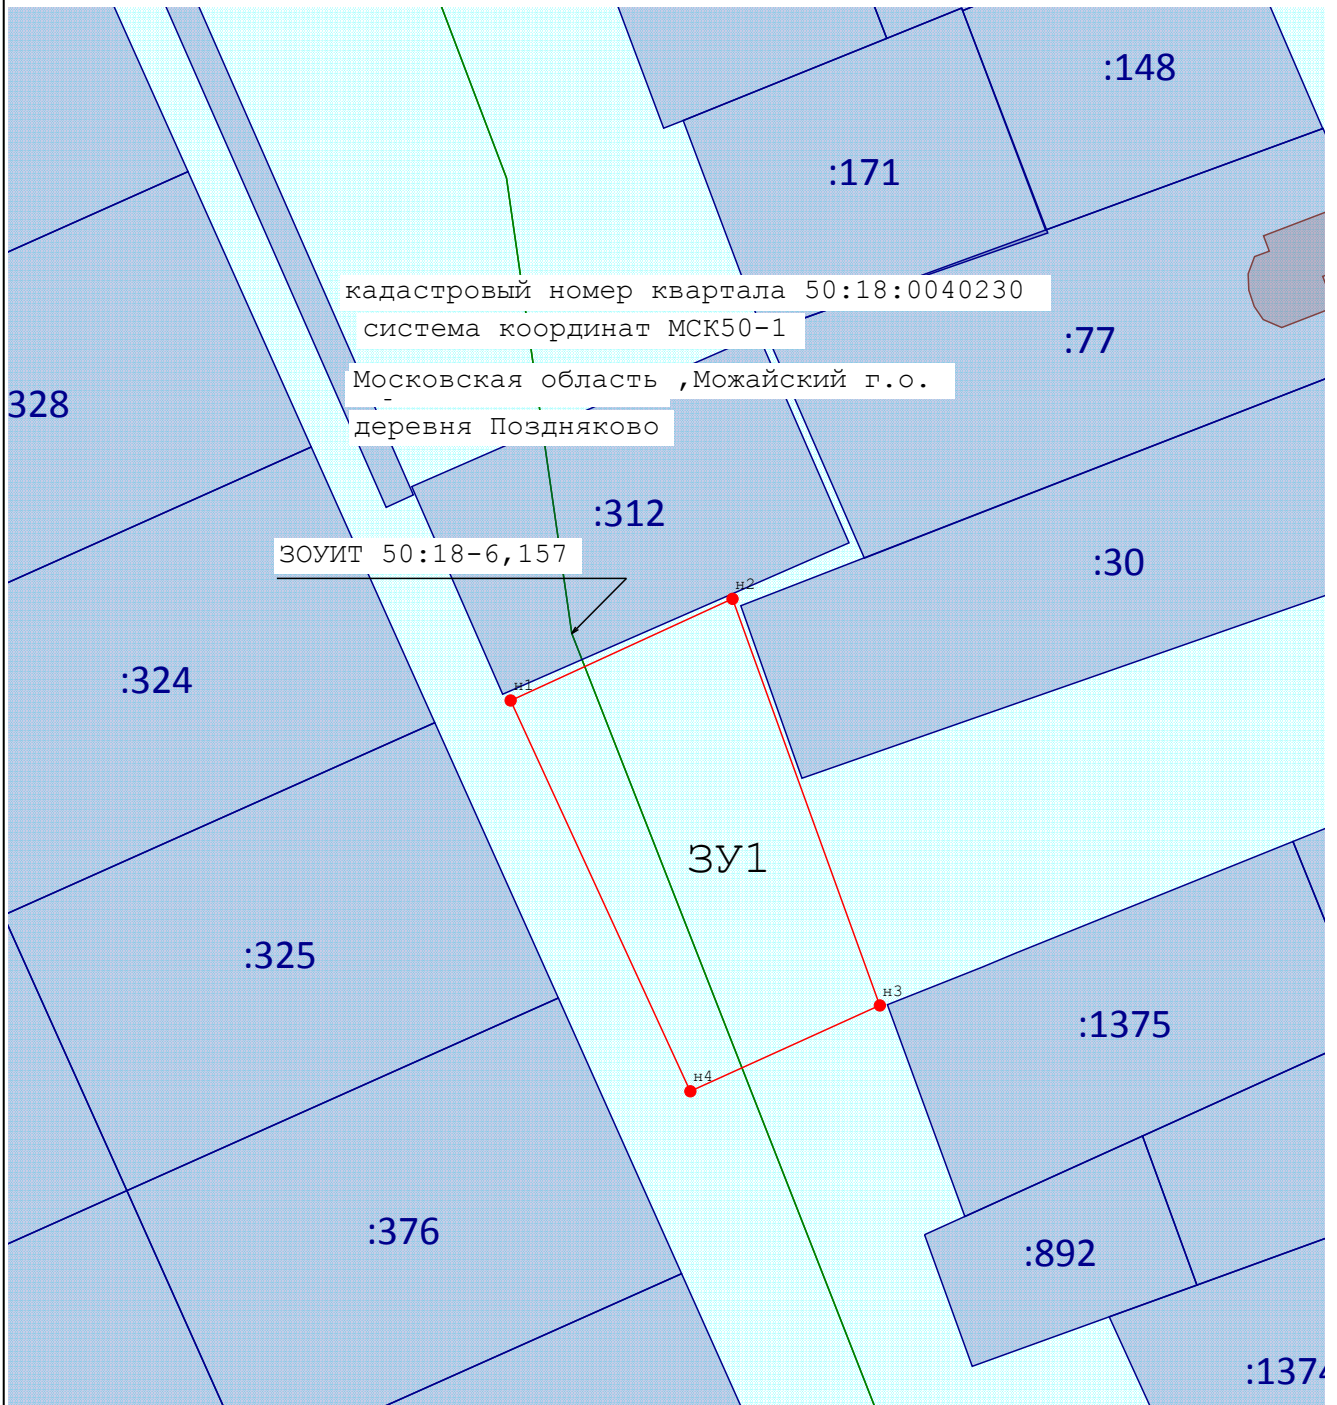 :148
:171
кадастровый номер квартала 50:18:0040230
система координат МСК50-1
:77
Московская область ,Можайский г.о.
328
деревня Поздняково
:312
ЗОУИТ 50:18-6,157
:30
н2
:324
н1
ЗУ1
:325
н3
:1375
н4
:376
:892
:1374